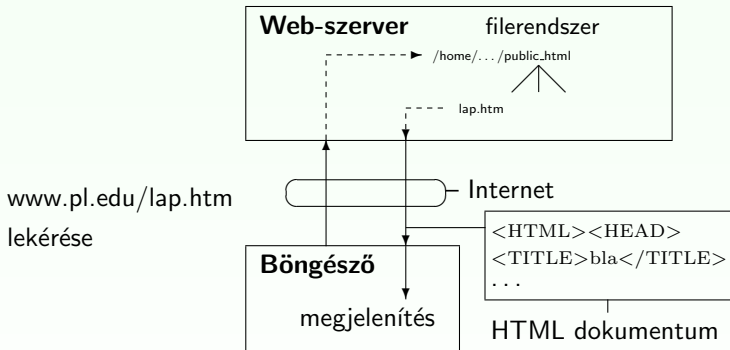 Web-szerver
filerendszer
/home/. . . /public_html
lap.htm
www.pl.edu/lap.htm
lekérése
Internet
<HTML><HEAD>
<TITLE>bla</TITLE>
. . .
Böngésző
megjelenítés
HTML dokumentum